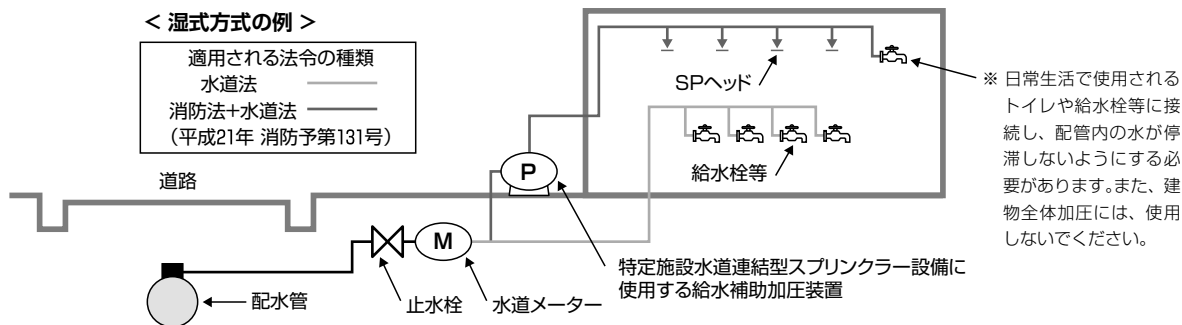 < 湿式方式の例 >
適用される法令の種類
水道法
消防法+水道法
（平成21年 消防予第131号）
SPヘッド
※ 日常生活で使用される
トイレや給水栓等に接
続し、配管内の水が停
滞しないようにする必
要があります。また、建
物全体加圧には、使用
しないでください。
給水栓等
P
道路
M
特定施設水道連結型スプリンクラー設備に
使用する給水補助加圧装置
配水管
止水栓
水道メーター